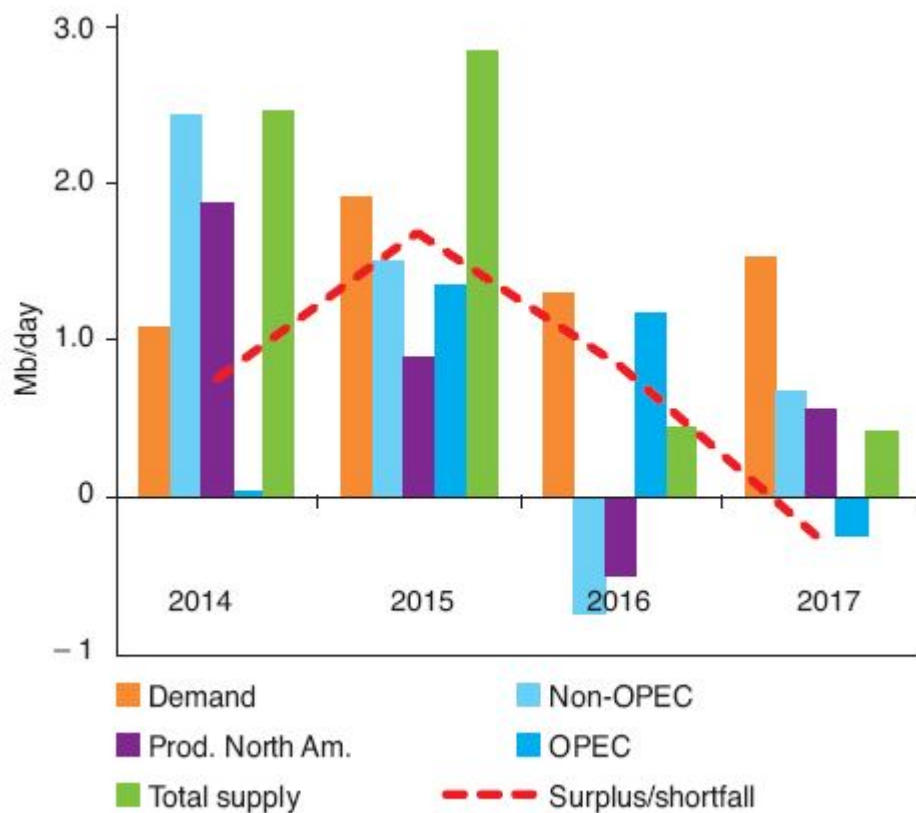 3.0
2.0
Mb/day
1.0
0
2014 2015 2016 2017
– 1
Demand Non-OPEC
Prod. North Am. OPEC
Total supply Surplus/shortfall